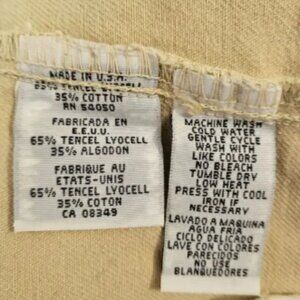 MADE IN U.S.A.
65% TENCEL LYOCELL
35% COTTON
RN 54050
FABRICADA EN
E.E.U.U.
65% TENCEL LYOCELL
35% ALGODON
FABRIQUE AU
ETATS-UNIS
65% TENCEL LYOCELL
35% COTON
CA 08349
MACHINE WASH
COLD WATER
GENTLE CYCLE
WASH WITH
LIKE COLORS
NO BLEACH
TUMBLE DRY
LOW HEAT
PRESS WITH COOL
IRON IF
NECESSARY
LAVADO A MAQUINA
AGUA FRIA
CICLO DELICADO
LAVE CON COLORES
PARECIDOS
NO USE
BLANQUEDORES